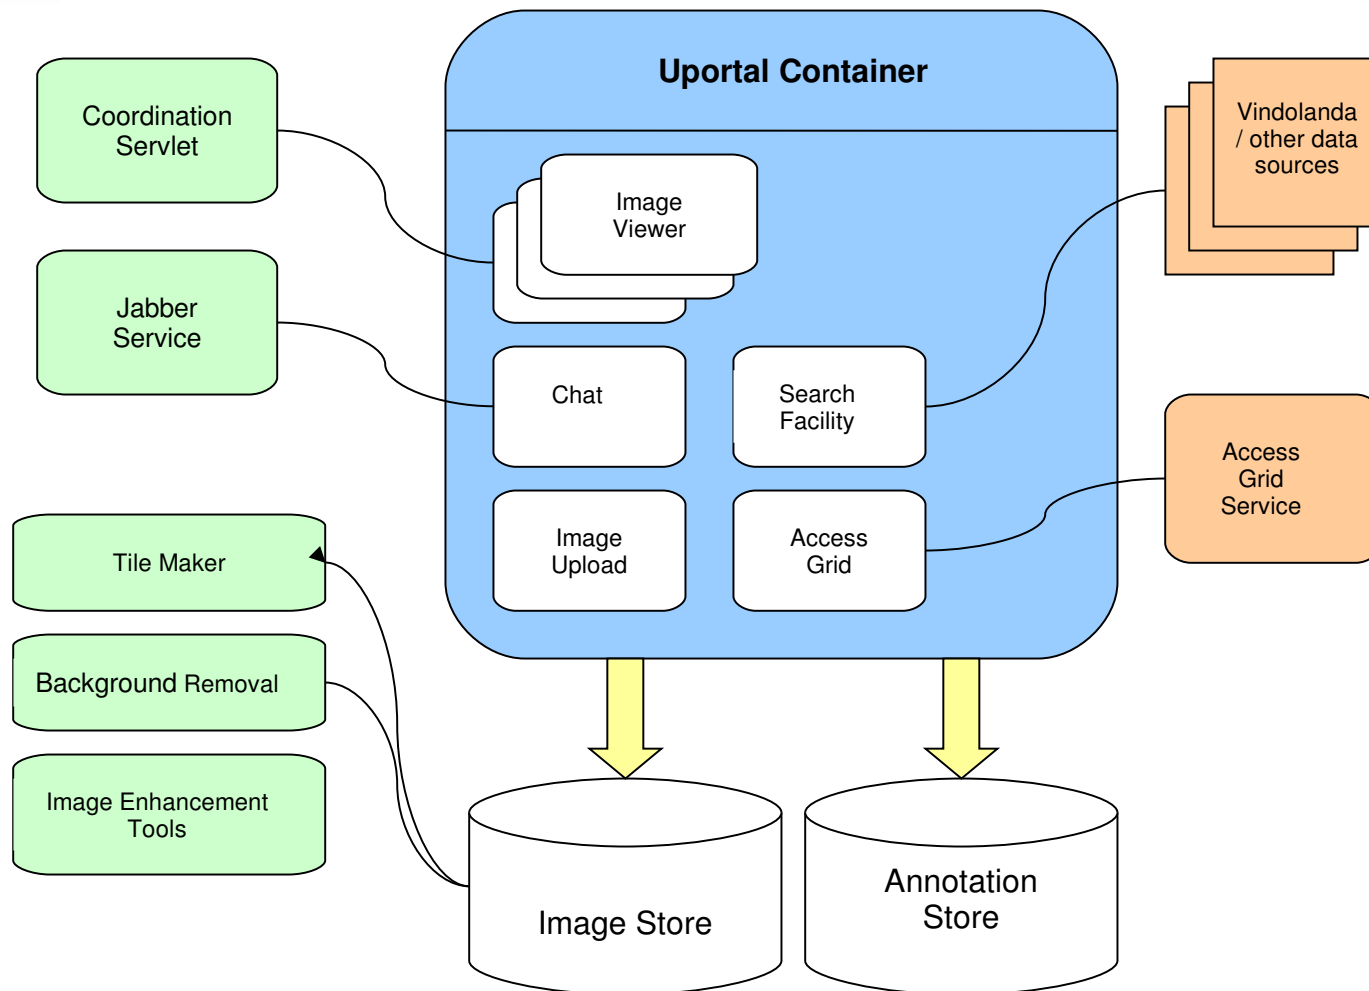 Uportal Container
Coordination
Servlet
Image
Viewer
Vindolanda
/ other data
sources
Jabber
Service
Chat
Search
Facility
Access
Grid
Service
Image
Upload
Access
Grid
Tile Maker
Background Removal
Image Enhancement
Tools
Image Store
Annotation
Store